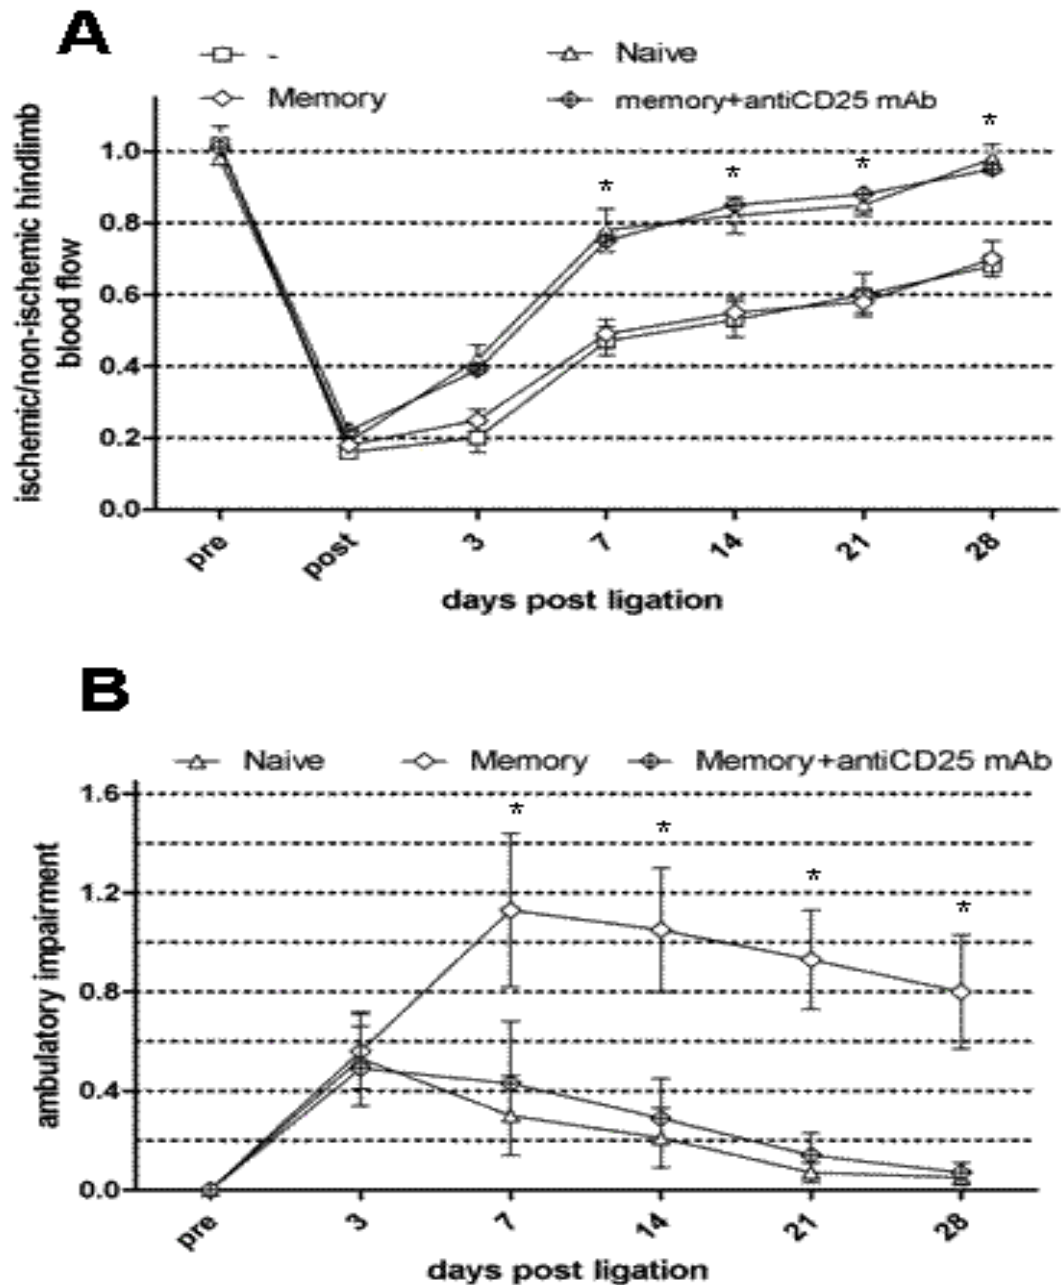 A
-
Naive
Memory
memory+antiCD25 mAb
ischemic/non-ischemic hindlimb
blood flow
* * * *
1.0
0.8
0.6
0.4
0.2
0.0
pre post 3 7 14 21 28
days post ligation
B
Naive Memory Memory+antiCD25 mAb
ambulatory impairment
* * * *
1.6
1.2
0.8
0.4
0.0
pre 3 7 14 21 28
days post ligation